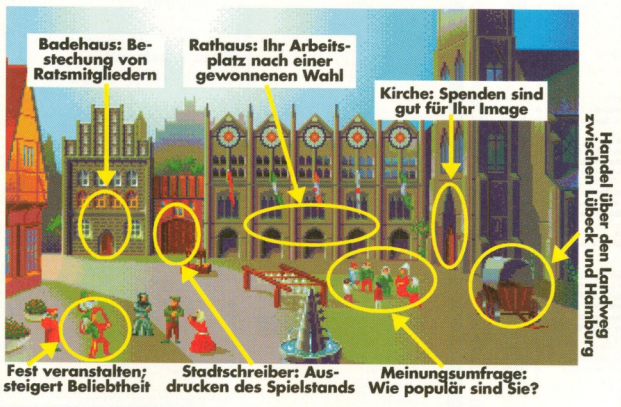 Badehaus: Be-
stechung von
Ratsmitgliedern
Rathaus: Ihr Arbeits-
platz nach einer
gewonnenen Wahl
Kirche: Spenden sind
gut für Ihr Image
Handel über den Landweg
zwischen Lübeck und Hamburg
Fest veranstalten;
steigert Beliebtheit
Stadtschreiber: Aus-
drucken des Spielstands
Meinungsumfrage:
Wie populär sind Sie?